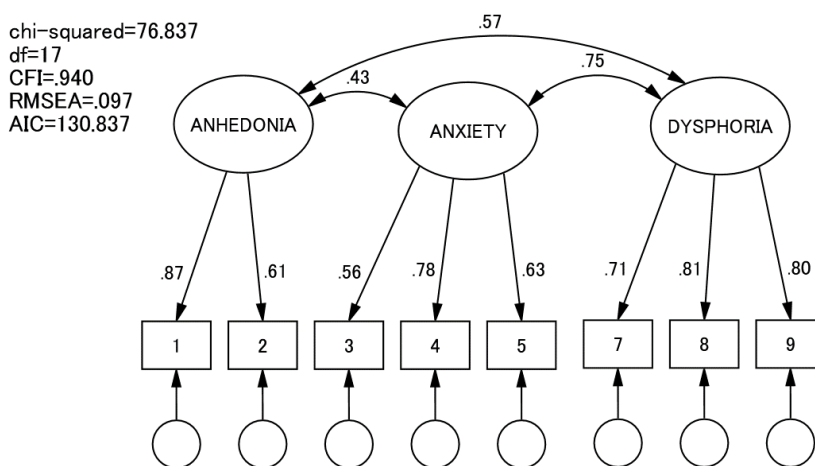 chi-squared=76.837
df=17
CFI=.940
RMSEA=.097
AIC=130.837
.57
.43
.75
ANHEDONIA
ANXIETY
DYSPHORIA
.87
.61
.56
.78
.63
.71
.81
.80
1
2
3
4
5
7
8
9